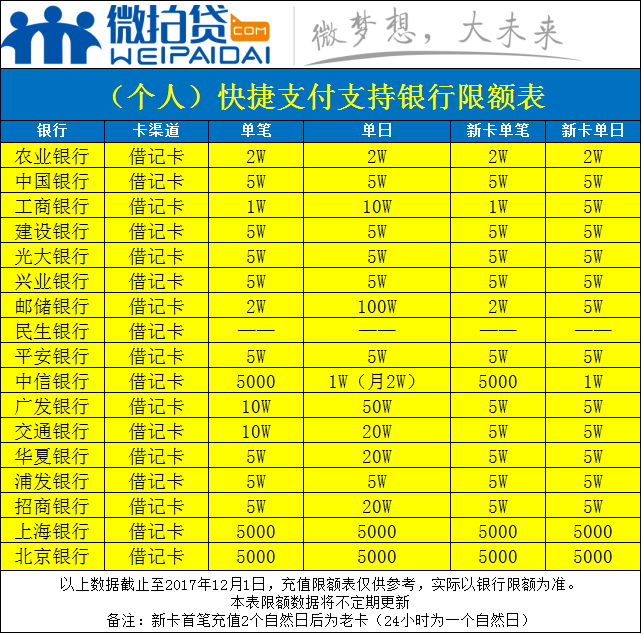 微拍贷.com
WEIPAIDAI
微梦想，大未来
（个人）快捷支付支持银行限额表
银行 卡渠道 单笔 单日 新卡单笔 新卡单日
农业银行 借记卡 2W 2W 2W 2W
中国银行 借记卡 5W 5W 5W 5W
工商银行 借记卡 1W 10W 1W 5W
建设银行 借记卡 5W 5W 5W 5W
光大银行 借记卡 5W 5W 5W 5W
兴业银行 借记卡 5W 5W 5W 5W
邮储银行 借记卡 2W 100W 2W 5W
民生银行 借记卡 —— —— —— ——
平安银行 借记卡 5W 5W 5W 5W
中信银行 借记卡 5000 1W（月2W） 5000 1W
广发银行 借记卡 10W 50W 5W 5W
交通银行 借记卡 10W 20W 5W 5W
华夏银行 借记卡 5W 20W 5W 5W
浦发银行 借记卡 5W 5W 5W 5W
招商银行 借记卡 5W 20W 5W 5W
上海银行 借记卡 5000 5000 5000 5000
北京银行 借记卡 5000 5000 5000 5000
以上数据截止至2017年12月1日，充值限额表仅供参考，实际以银行限额为准。
本表限额数据将不定期更新
备注：新卡首笔充值2个自然日后为老卡（24小时为一个自然日）